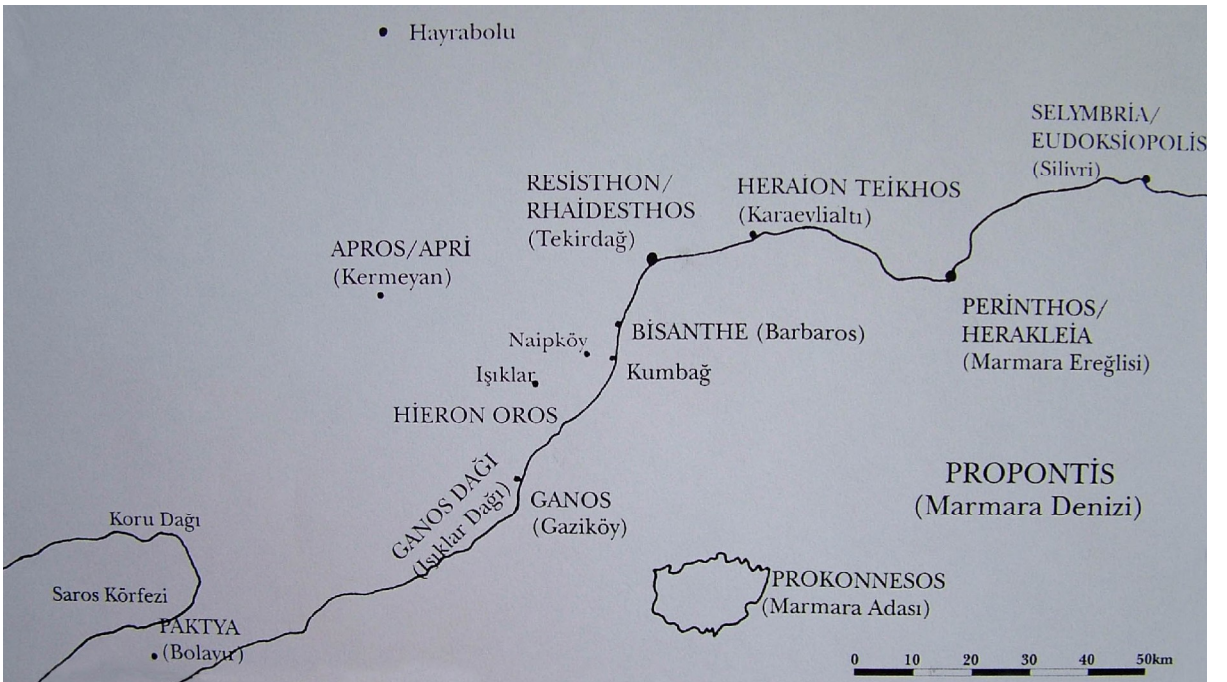 Hayrabolu
SELYMBRİA/
EUDOKSİOPOLİS
(Silivri)
RESİSTHON/
RHAİDESTHOS
(Tekirdağ)
HERAİON TEİKHOS
(Karaevlialtı)
APROS/APRİ
(Kermeyan)
PERİNTHOS/
HERAKLEİA
(Marmara Ereğlisi)
BİSANTHE (Barbaros)
Naipköy
Kumbağ
Işıklar
HİERON OROS
GANOS DAĞI
(Işıklar Dağı)
GANOS
(Gaziköy)
PROPONTİS
(Marmara Denizi)
Koru Dağı
Saros Körfezi
PROKONNESOS
(Marmara Adası)
PAKTYA
(Bolayır)
0 10 20 30 40 50km